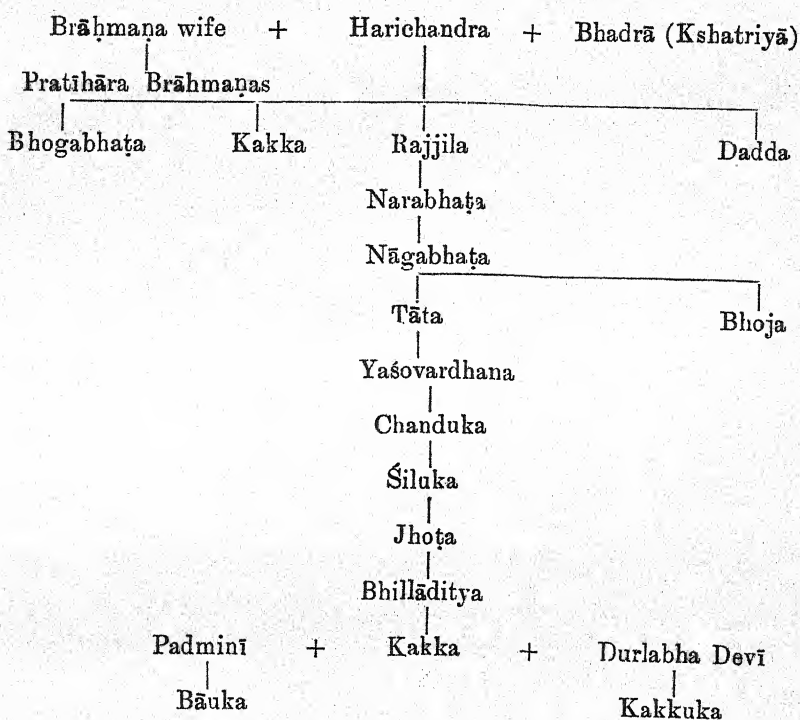 Brāḥmaṇa wife + Harichandra + Bhadrā (Kshatriyā)
Pratīhāra Brāhmaṇas
Bhogabhaṭa Kakka Rajjila Dadda
Narabhaṭa
Nāgabhaṭa
Tāta Bhoja
Yaśovardhana
Chanduka
Śiluka
Jhoṭa
Bhillāditya
Padminī + Kakka + Durlabha Devī
Bāuka Kakkuka